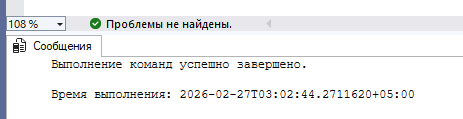 108 %
Проблемы не найдены.
Сообщения
Выполнение команд успешно завершено.
Время выполнения: 2026-02-27T03:02:44.2711620+05:00